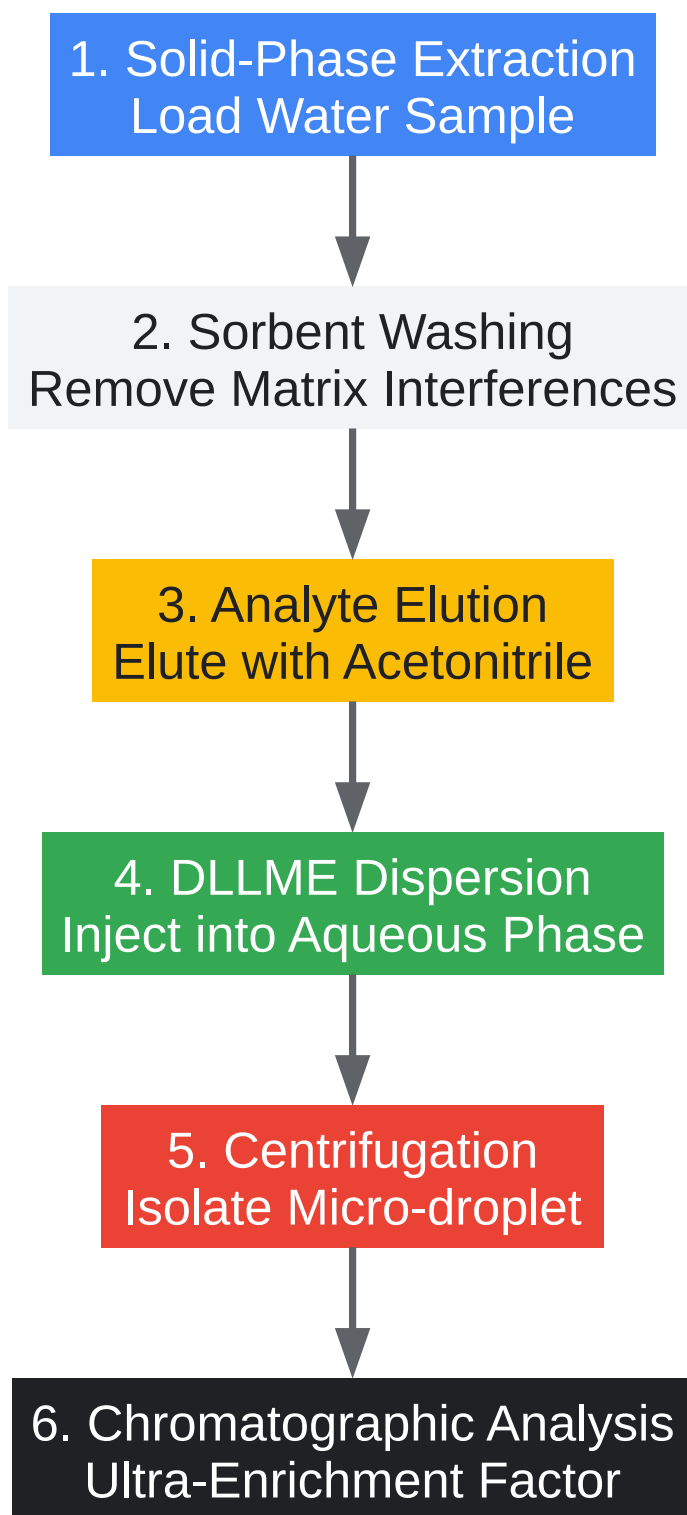 1. Solid-Phase Extraction
Load Water Sample
2. Sorbent Washing
Remove Matrix Interferences
3. Analyte Elution
Elute with Acetonitrile
4. DLLME Dispersion
Inject into Aqueous Phase
5. Centrifugation
Isolate Micro-droplet
6. Chromatographic Analysis
Ultra-Enrichment Factor